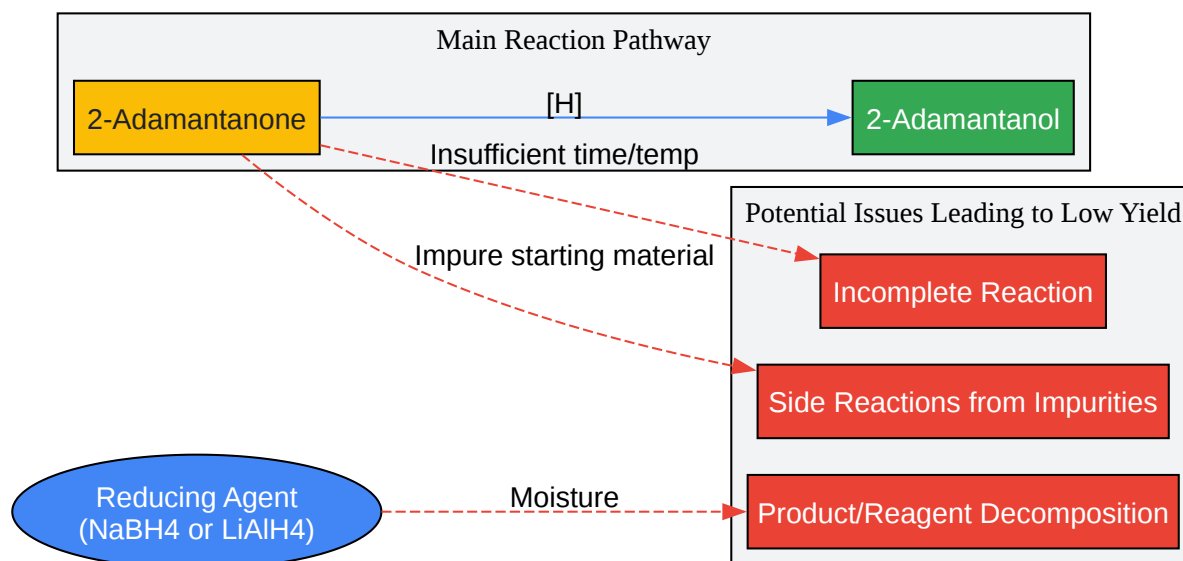 Main Reaction Pathway
2-Adamantanone
[H]
2-Adamantanol
Insufficient time/temp
Potential Issues Leading to Low Yield
Impure starting material
Incomplete Reaction
Side Reactions from Impurities
Reducing Agent
(NaBH4 or LiAlH4)
Moisture
Product/Reagent Decomposition